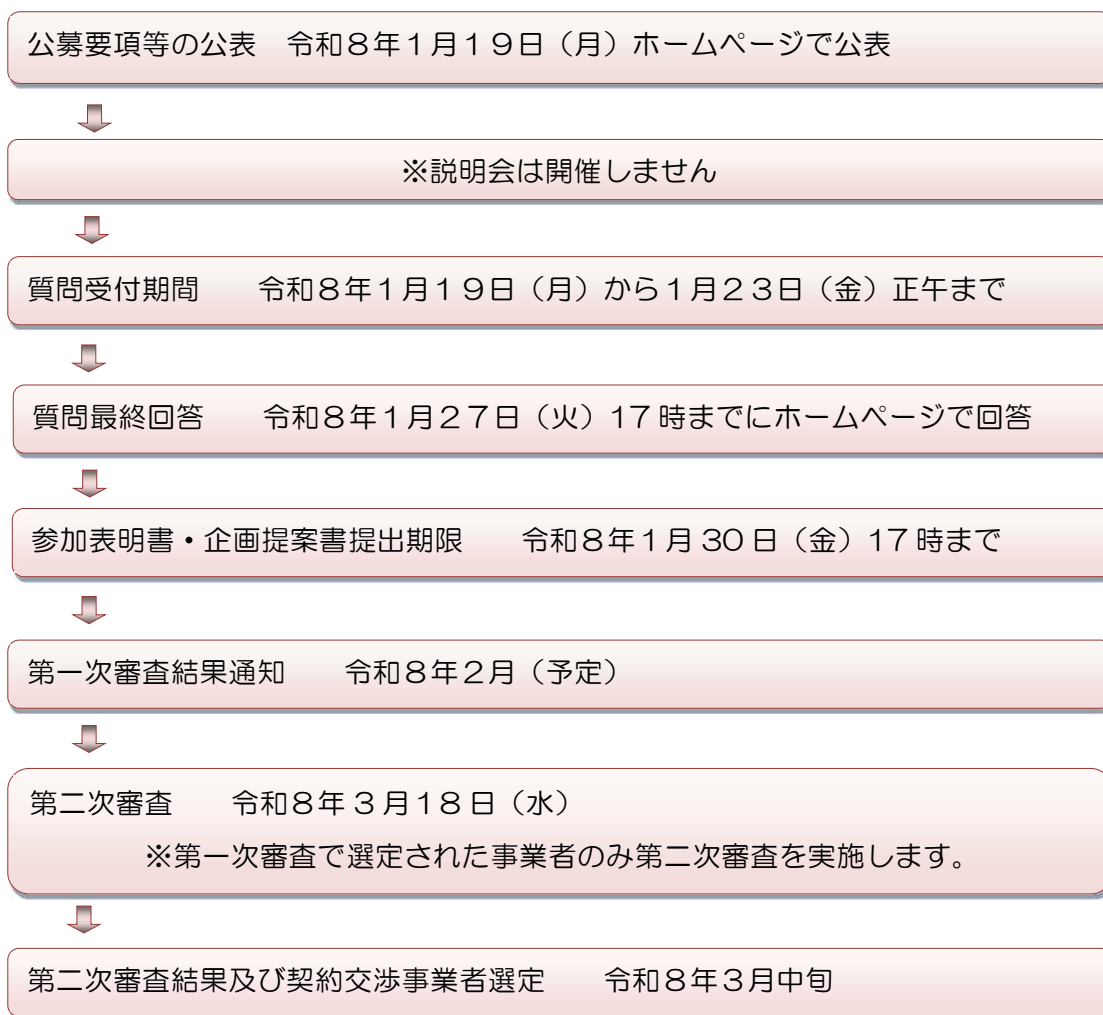 公募要項等の公表　令和８年１月１９日（月）ホームページで公表
※説明会は開催しません
質問受付期間　　令和８年１月１９日（月）から１月２３日（金）正午まで
質問最終回答　　令和８年１月２７日（火）17 時までにホームページで回答
参加表明書・企画提案書提出期限　　令和８年１月 30 日（金）17 時まで
第一次審査結果通知　　令和８年２月（予定）
第二次審査　　令和８年３月18 日（水）
※第一次審査で選定された事業者のみ第二次審査を実施します。
第二次審査結果及び契約交渉事業者選定　　令和８年３月中旬